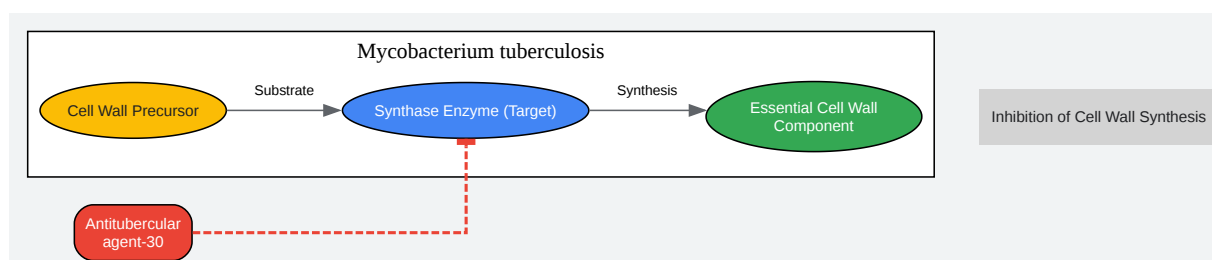 Mycobacterium tuberculosis
Cell Wall Precursor
Substrate
Synthase Enzyme (Target)
Synthesis
Essential Cell Wall
Component
Inhibition of Cell Wall Synthesis
Antitubercular
agent-30